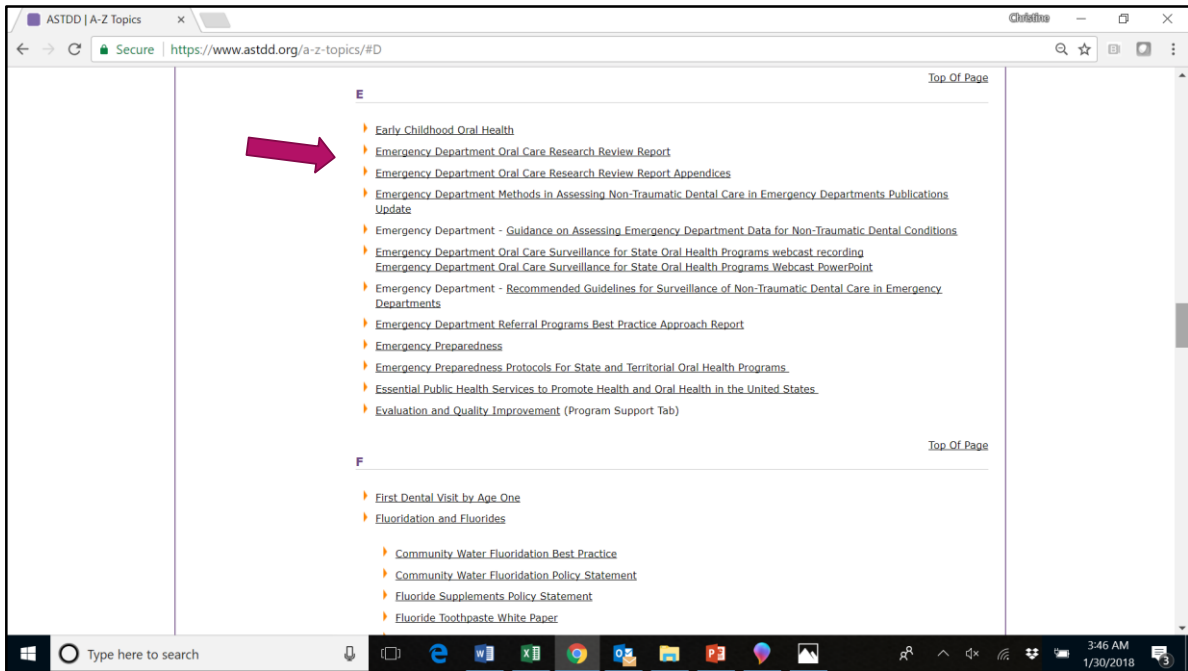 ASTDD | A-Z Topics
Christine
Secure | https://www.astdd.org/a-z-topics/#D
Top Of Page
E
Early Childhood Oral Health
Emergency Department Oral Care Research Review Report
Emergency Department Oral Care Research Review Report Appendices
Emergency Department Methods in Assessing Non-Traumatic Dental Care in Emergency Departments Publications
Update
Emergency Department - Guidance on Assessing Emergency Department Data for Non-Traumatic Dental Conditions
Emergency Department Oral Care Surveillance for State Oral Health Programs webcast recording
Emergency Department Oral Care Surveillance for State Oral Health Programs Webcast PowerPoint
Emergency Department - Recommended Guidelines for Surveillance of Non-Traumatic Dental Care in Emergency
Departments
Emergency Department Referral Programs Best Practice Approach Report
Emergency Preparedness
Emergency Preparedness Protocols For State and Territorial Oral Health Programs
Essential Public Health Services to Promote Health and Oral Health in the United States
Evaluation and Quality Improvement (Program Support Tab)
Top Of Page
F
First Dental Visit by Age One
Fluoridation and Fluorides
Community Water Fluoridation Best Practice
Community Water Fluoridation Policy Statement
Fluoride Supplements Policy Statement
Fluoride Toothpaste White Paper
Type here to search
3:46 AM
1/30/2018
3